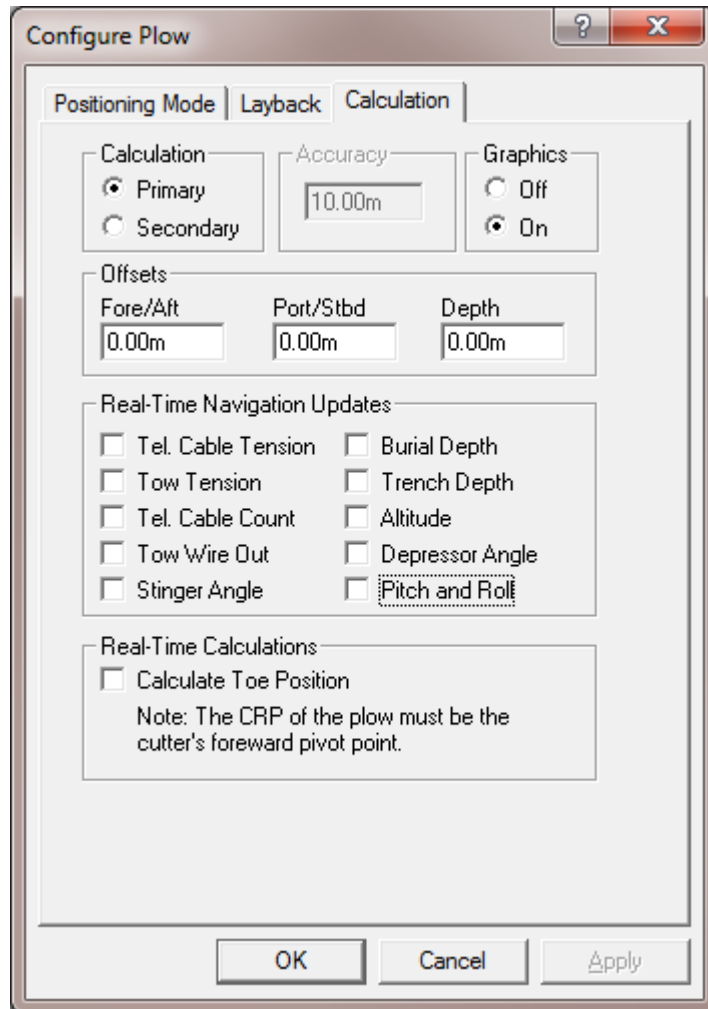 Configure Plow
Positioning Mode Layback Calculation
Calculation Accuracy Graphics
Primary 10.00m Off
Secondary On
Offsets
Fore/Aft Port/Stbd Depth
0.00m 0.00m 0.00m
Real-Time Navigation Updates
Tel. Cable Tension Burial Depth
Tow Tension Trench Depth
Tel. Cable Count Altitude
Tow Wire Out Depressor Angle
Stinger Angle Pitch and Roll
Real-Time Calculations
Calculate Toe Position
Note: The CRP of the plow must be the
cutter's foreward pivot point.
OK Cancel Apply